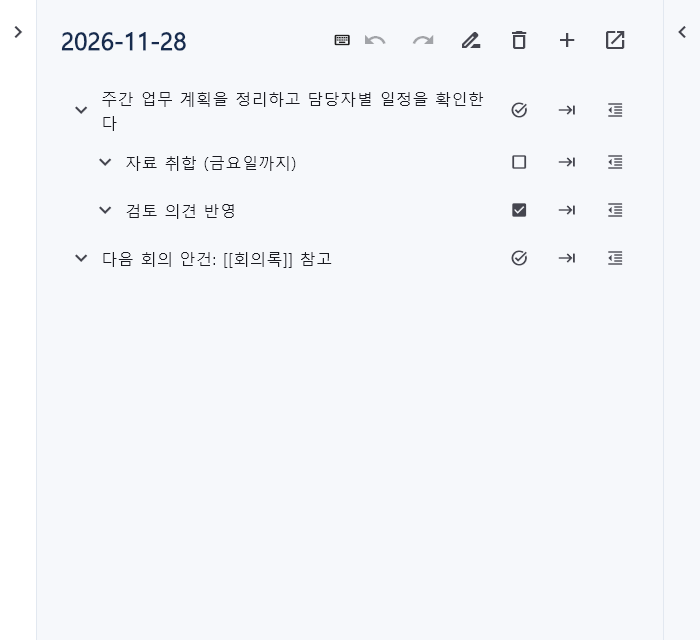 2026-11-28
주간 업무 계획을 정리하고 담당자별 일정을 확인한
다
자료 취합 (금요일까지)
검토 의견 반영
다음 회의 안건: [[회의록]] 참고